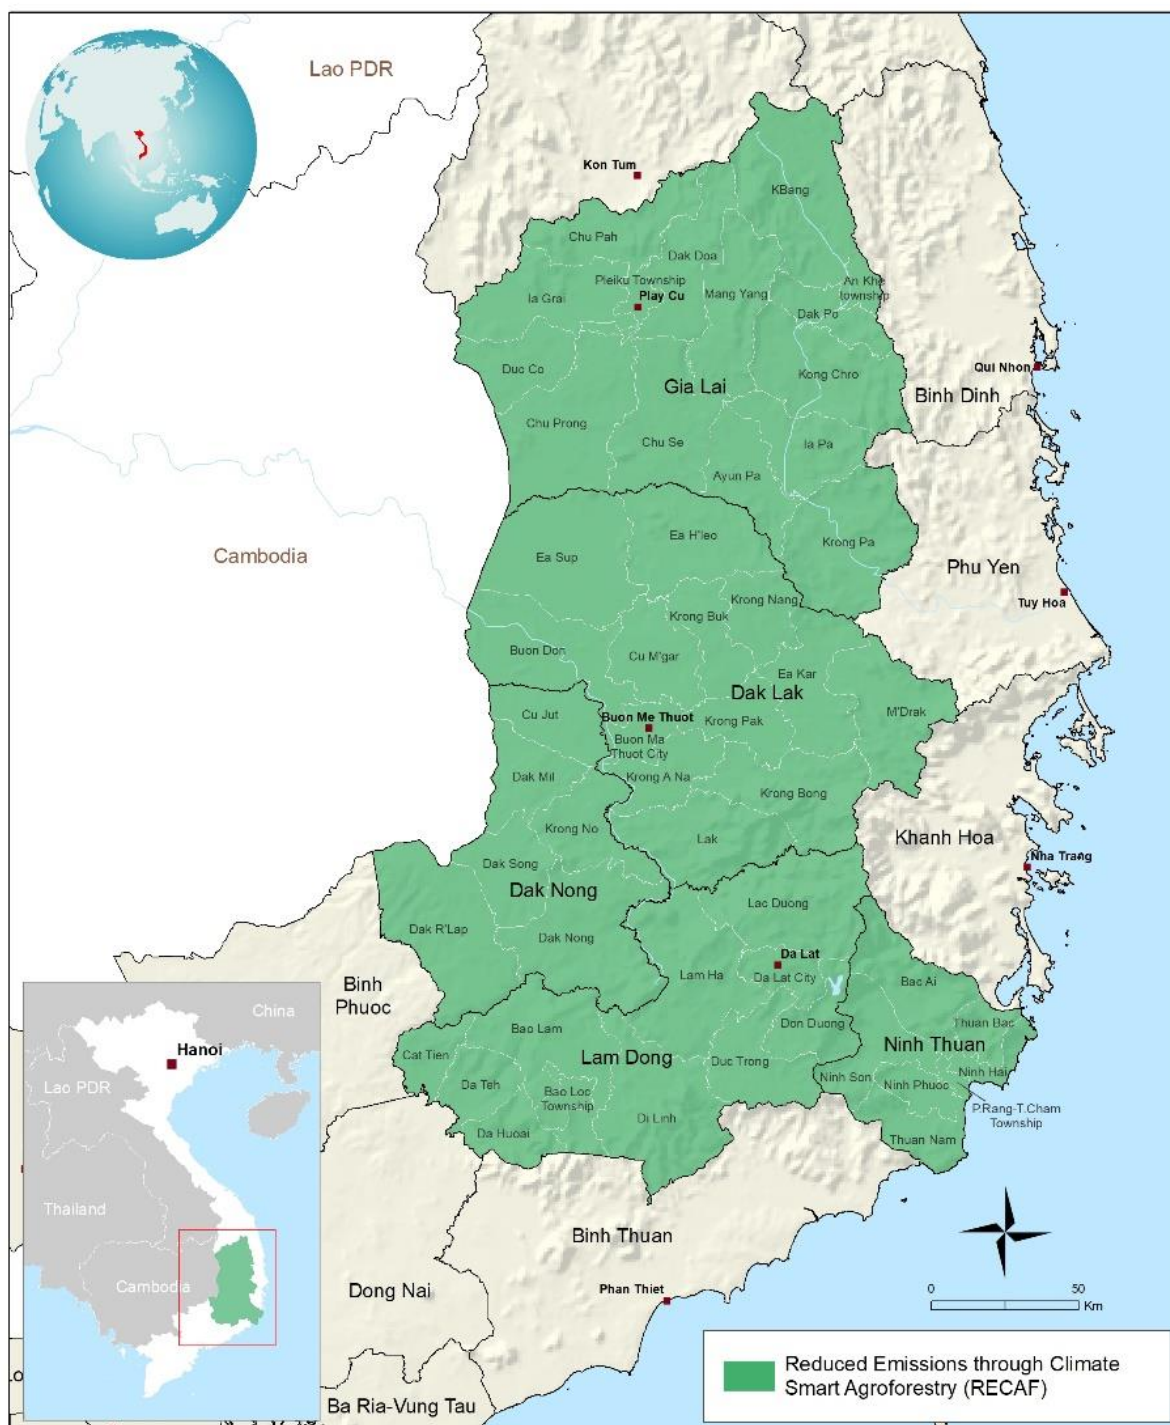 Lao PDR
Kon Tum
KBang
Chu Pah
Dak Doa
Pleiku Township
Ia Grai
Play Cu
Mang Yang
An Khe
township
Dak Po
Duc Co
Kong Chro
Qui Nhon
Gia Lai
Binh Dinh
Chu Prong
Chu Se
Ia Pa
Ayun Pa
Ea H'leo
Krong Pa
Ea Sup
Cambodia
Phu Yen
Tuy Hoa
Krong Nang
Krong Buk
Buon Don
Cu M'gar
Ea Kar
Dak Lak
M'Drak
Cu Jut
Buon Me Thuot
Krong Pak
Buon Ma
Thuot City
Dak Mil
Krong A Na
Krong Bong
Krong No
Lak
Khanh Hoa
Nha Trang
Dak Song
Dak Nong
Lac Duong
Dak R'Lap
Dak Nong
Da Lat
Lam Ha
Da Lat City
Bac Ai
Binh
Phuoc
Don Duong
Thuan Bac
Bao Lam
Ninh Thuan
Cat Tien
Lam Dong
Duc Trong
Ninh Son
Ninh Hai
Da Teh
Bao Loc
Township
Ninh Phuoc
P.Rang-T.Cham
Township
Di Linh
Da Huoai
Thuan Nam
Binh Thuan
Dong Nai
Phan Thiet
Ba Ria-Vung Tau
China
Hanoi
Lao PDR
Thailand
Cambodia
0 50
Km
Reduced Emissions through Climate
Smart Agroforestry (RECAF)